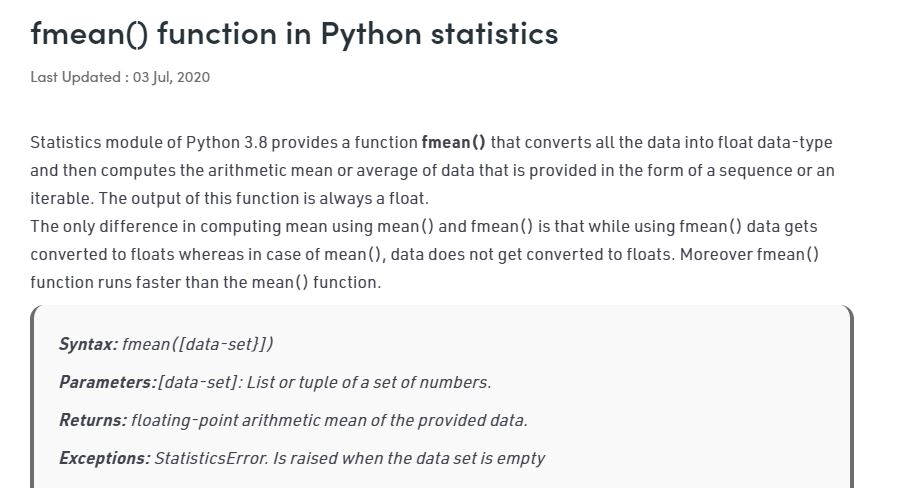 fmean() function in Python statistics
Last Updated : 03 Jul, 2020
Statistics module of Python 3.8 provides a function fmean() that converts all the data into float data-type
and then computes the arithmetic mean or average of data that is provided in the form of a sequence or an
iterable. The output of this function is always a float.
The only difference in computing mean using mean() and fmean() is that while using fmean() data gets
converted to floats whereas in case of mean(), data does not get converted to floats. Moreover fmean()
function runs faster than the mean() function.
Syntax: fmean([data-set}])
Parameters:[data-set]: List or tuple of a set of numbers.
Returns: floating-point arithmetic mean of the provided data.
Exceptions: StatisticsError. Is raised when the data set is empty